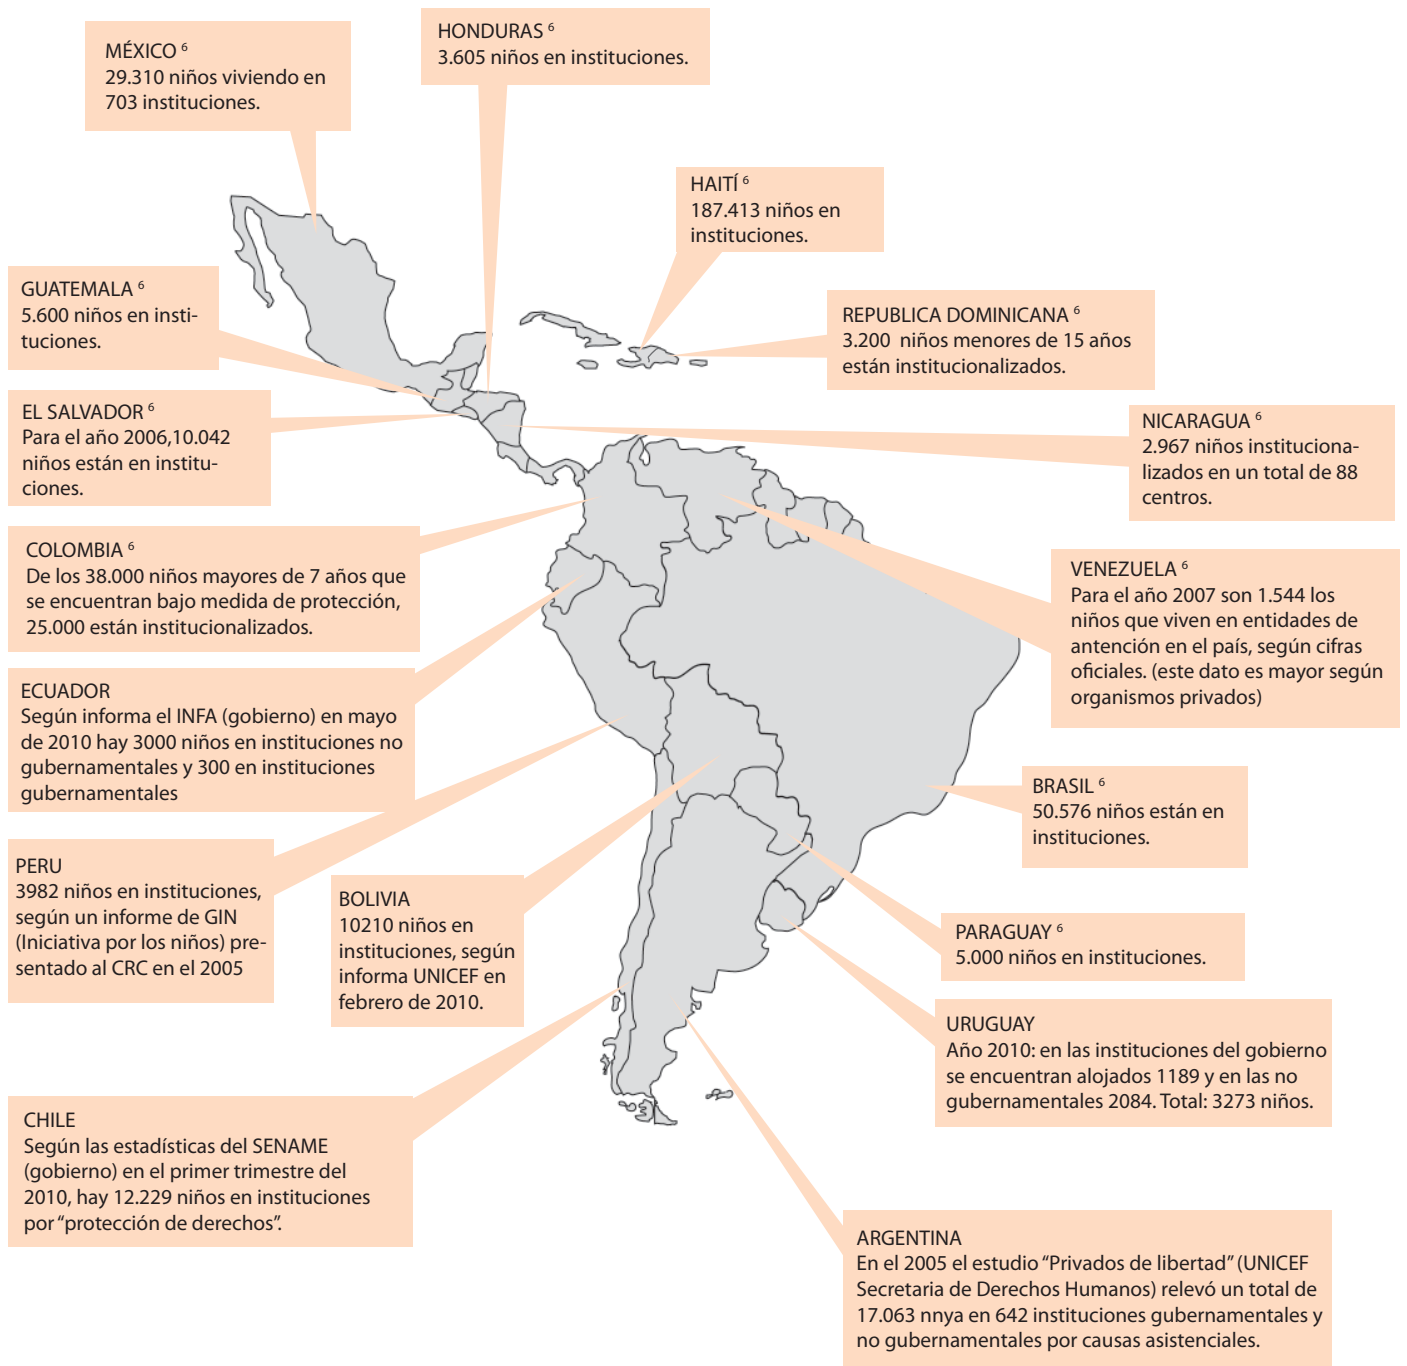 MÉXICO ⁶
29.310 niños viviendo en
703 instituciones.
HONDURAS ⁶
3.605 niños en instituciones.
HAITÍ ⁶
187.413 niños en
instituciones.
GUATEMALA ⁶
5.600 niños en insti-
tuciones.
REPUBLICA DOMINICANA ⁶
3.200 niños menores de 15 años
están institucionalizados.
EL SALVADOR ⁶
Para el año 2006,10.042
niños están en institu-
ciones.
NICARAGUA ⁶
2.967 niños instituciona-
lizados en un total de 88
centros.
COLOMBIA ⁶
De los 38.000 niños mayores de 7 años que
se encuentran bajo medida de protección,
25.000 están institucionalizados.
VENEZUELA ⁶
Para el año 2007 son 1.544 los
niños que viven en entidades de
antención en el país, según cifras
oficiales. (este dato es mayor según
organismos privados)
ECUADOR
Según informa el INFA (gobierno) en mayo
de 2010 hay 3000 niños en instituciones no
gubernamentales y 300 en instituciones
gubernamentales
BRASIL ⁶
50.576 niños están en
instituciones.
PERU
3982 niños en instituciones,
según un informe de GIN
(Iniciativa por los niños) pre-
sentado al CRC en el 2005
BOLIVIA
10210 niños en
instituciones, según
informa UNICEF en
febrero de 2010.
PARAGUAY ⁶
5.000 niños en instituciones.
URUGUAY
Año 2010: en las instituciones del gobierno
se encuentran alojados 1189 y en las no
gubernamentales 2084. Total: 3273 niños.
CHILE
Según las estadísticas del SENAME
(gobierno) en el primer trimestre del
2010, hay 12.229 niños en instituciones
por “protección de derechos”.
ARGENTINA
En el 2005 el estudio “Privados de libertad” (UNICEF
Secretaria de Derechos Humanos) relevó un total de
17.063 nnya en 642 instituciones gubernamentales y
no gubernamentales por causas asistenciales.